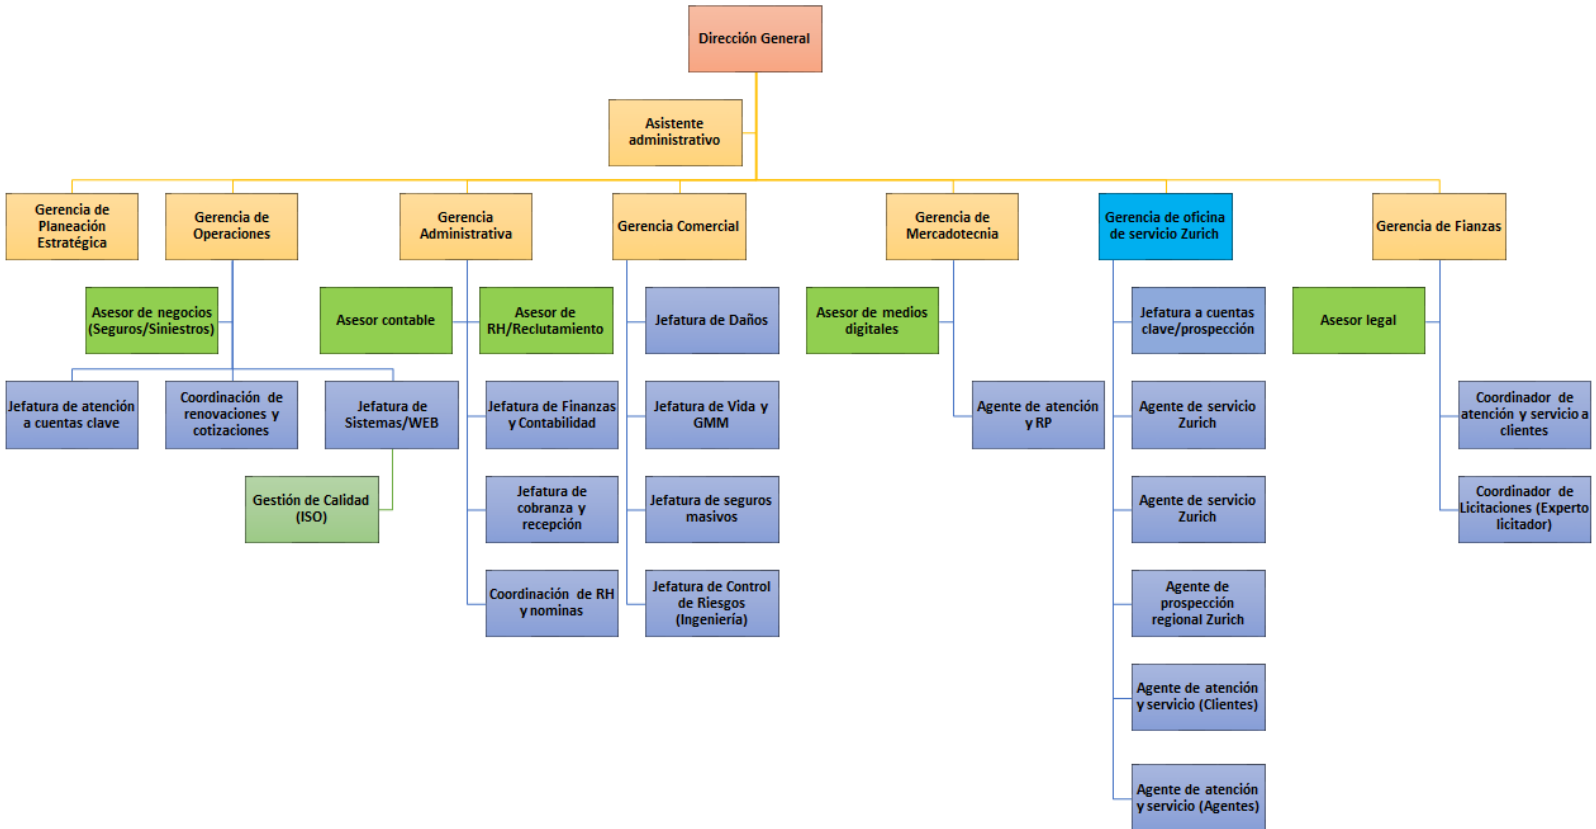 Dirección General
Asistente
administrativo
Gerencia de
Planeación
Estratégica
Gerencia de
Operaciones
Gerencia
Administrativa
Gerencia Comercial
Gerencia de
Mercadotecnia
Gerencia de oficina
de servicio Zurich
Gerencia de Fianzas
Asesor de negocios
(Seguros/Siniestros)
Asesor contable
Asesor de
RH/Reclutamiento
Jefatura de Daños
Asesor de medios
digitales
Jefatura a cuentas
clave/prospección
Asesor legal
Jefatura de atención
a cuentas clave
Coordinación de
renovaciones y
cotizaciones
Jefatura de
Sistemas/WEB
Jefatura de Finanzas
y Contabilidad
Jefatura de Vida y
GMM
Agente de atención
y RP
Agente de servicio
Zurich
Coordinador de
atención y servicio a
clientes
Gestión de Calidad
(ISO)
Jefatura de
cobranza y
recepción
Jefatura de seguros
masivos
Agente de servicio
Zurich
Coordinador de
Licitaciones (Experto
licitador)
Coordinación de RH
y nominas
Jefatura de Control
de Riesgos
(Ingeniería)
Agente de
prospección
regional Zurich
Agente de atención
y servicio (Clientes)
Agente de atención
y servicio (Agentes)